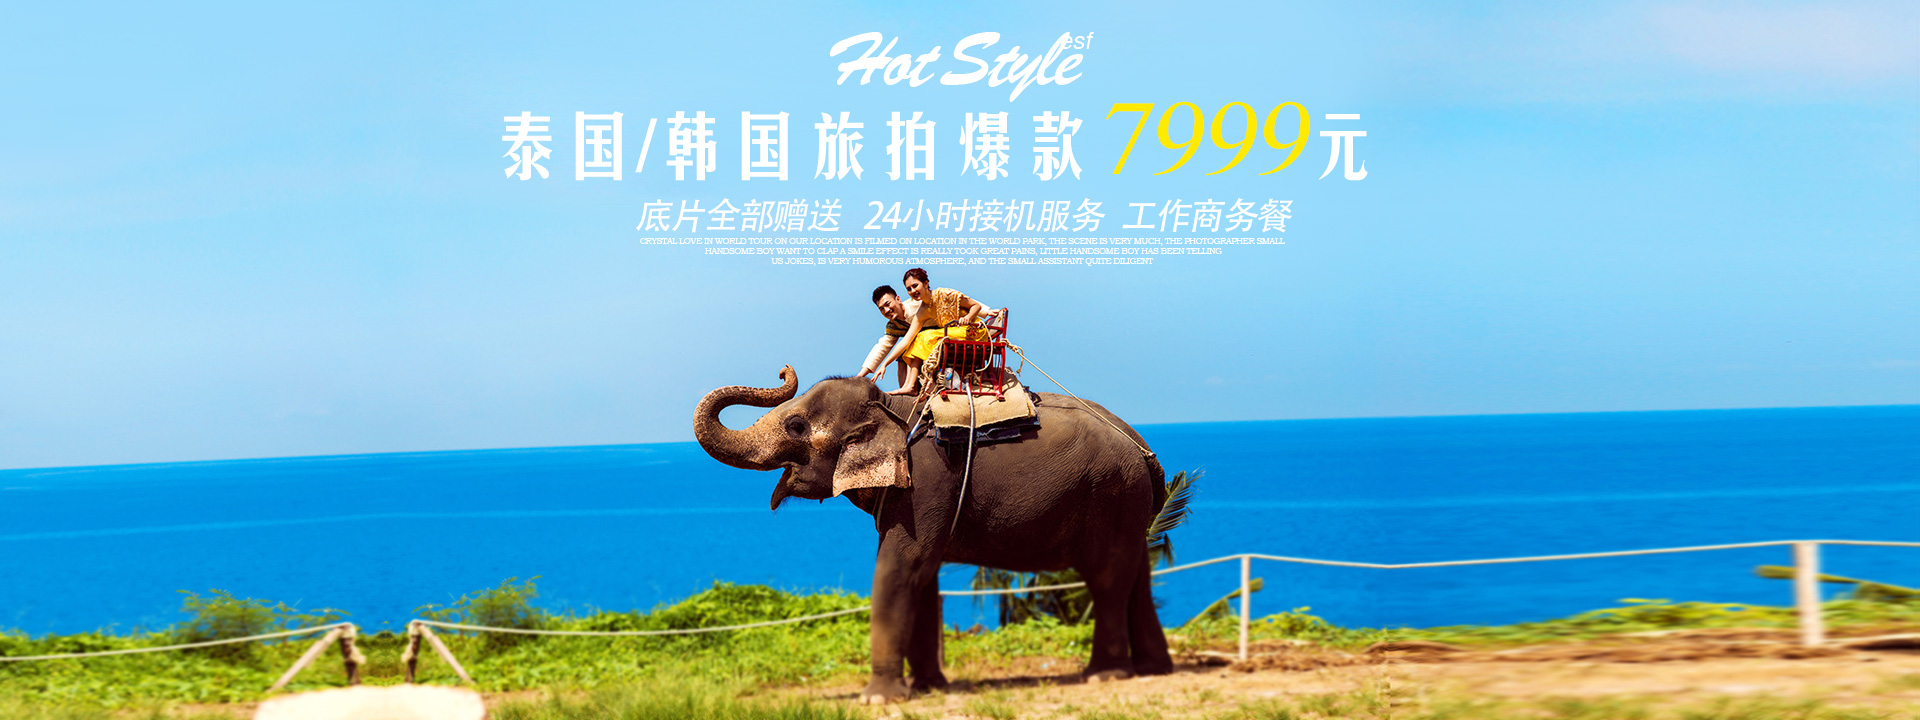 Hot Style
esf
泰国/韩国旅拍爆款7999元
底片全部赠送 24小时接机服务 工作商务餐
CRYSTAL LOVE IN WORLD TOUR ON OUR LOCATION IS FILMED ON LOCATION IN THE WORLD PARK, THE SCENE IS VERY MUCH, THE PHOTOGRAPHER SMALL
HANDSOME BOY WANT TO CLAP A SMILE EFFECT IS REALLY TOOK GREAT PAINS, LITTLE HANDSOME BOY HAS BEEN TELLING
US JOKES, IS VERY HUMOROUS ATMOSPHERE, AND THE SMALL ASSISTANT QUITE DILIGENT